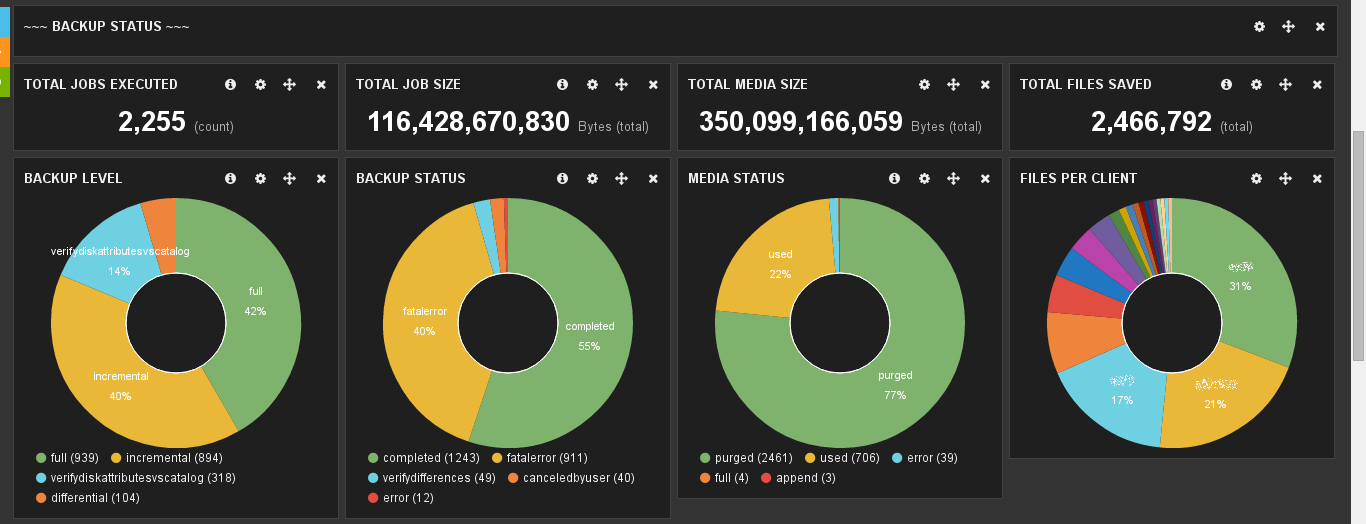 ~~~ BACKUP STATUS ~~~
TOTAL JOBS EXECUTED
2,255 (count)
TOTAL JOB SIZE
116,428,670,830 Bytes (total)
TOTAL MEDIA SIZE
350,099,166,059 Bytes (total)
TOTAL FILES SAVED
2,466,792 (total)
BACKUP LEVEL
verifydiskattributesvscatalog
14%
full
42%
incremental
40%
full (939) incremental (894)
verifydiskattributesvscatalog (318)
differential (104)
BACKUP STATUS
fatalerror
40%
completed
55%
completed (1243) fatalerror (911)
verifydifferences (49) canceledbyuser (40)
error (12)
MEDIA STATUS
used
22%
purged
77%
purged (2461) used (706) error (39)
full (4) append (3)
FILES PER CLIENT
31%
17%
21%